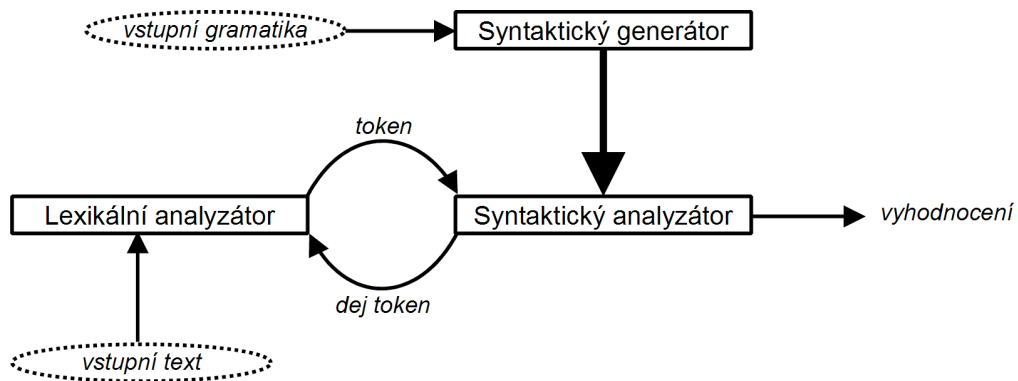 vstupní gramatika
Syntaktický generátor
token
Lexikální analyzátor
Syntaktický analyzátor
vyhodnocení
dej token
vstupní text